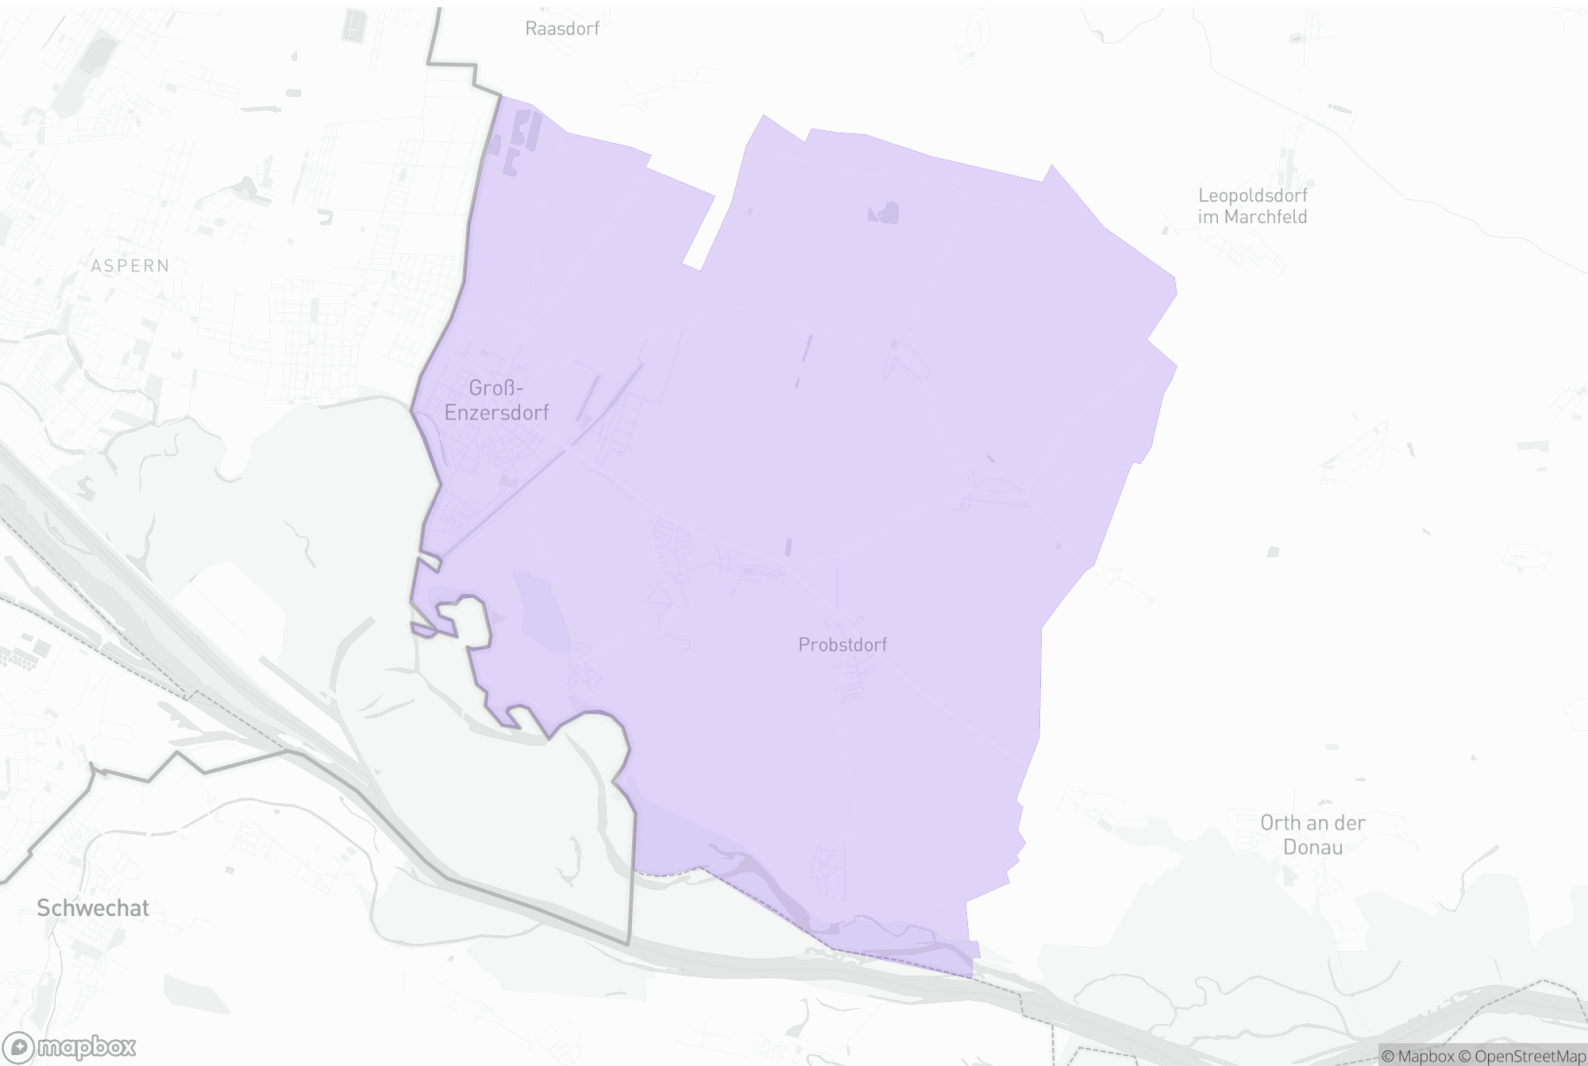 Raasdorf
Leopoldsdorf
im Marchfeld
ASPERN
Groß-
Enzersdorf
Probstdorf
Orth an der
Donau
Schwechat
mapbox
© Mapbox © OpenStreetMap